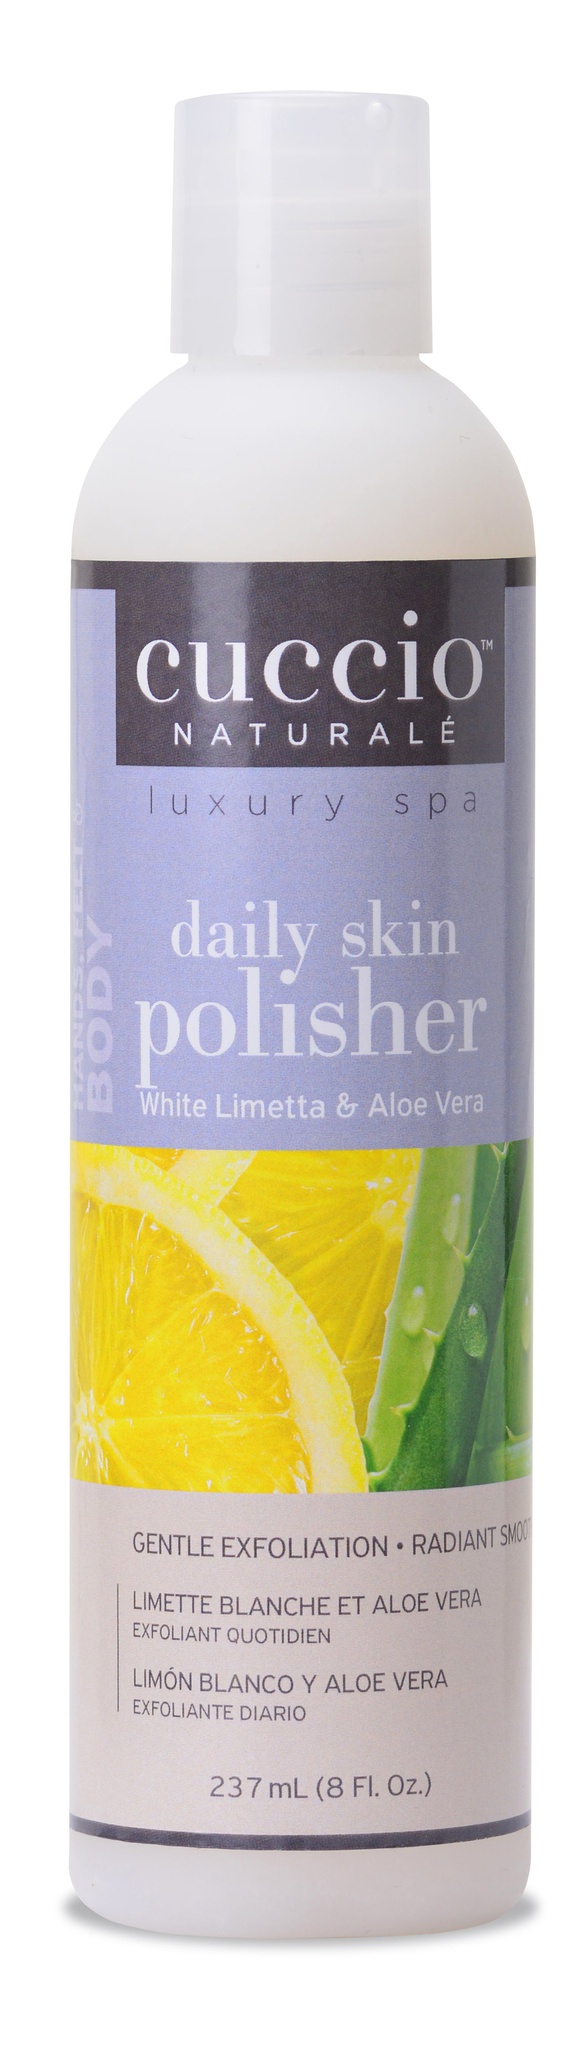 cuccio™
NATURALÉ
luxury spa
HANDS, FEET &
BODY
daily skin
polisher
White Limetta & Aloe Vera
GENTLE EXFOLIATION • RADIANT
LIMETTE BLANCHE ET ALOE VERA
EXFOLIANT QUOTIDIEN
LIMÓN BLANCO Y ALOE VERA
EXFOLIANTE DIARIO
237 mL (8 Fl. Oz.)